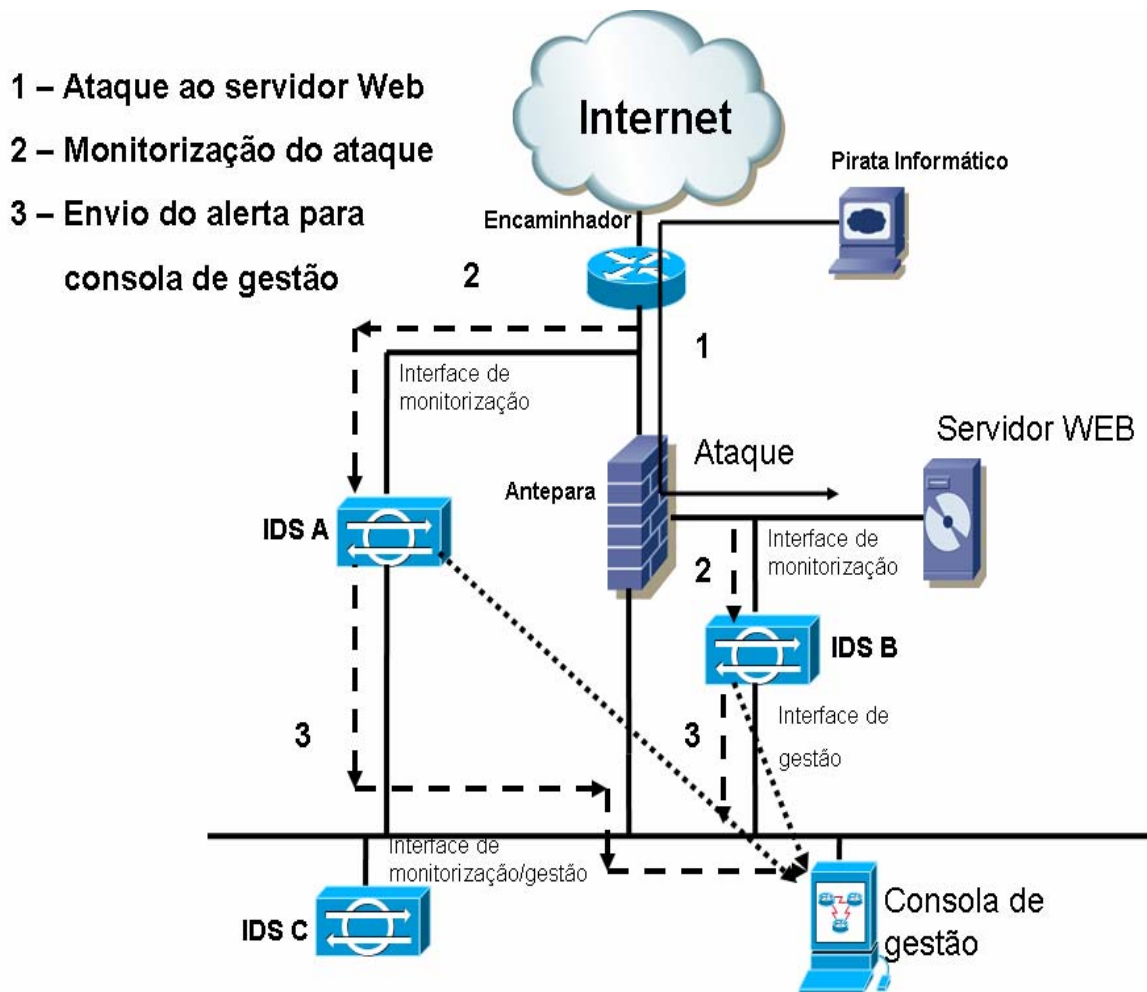 1 – Ataque ao servidor Web
2 – Monitorização do ataque
3 – Envio do alerta para
consola de gestão
Internet
Pirata Informático
Encaminhador
2
1
Interface de
monitorização
Servidor WEB
Ataque
Antepara
IDS A
Interface de
monitorização
2
IDS B
Interface de
gestão
3
3
Interface de
monitorização/gestão
IDS C
Consola de
gestão